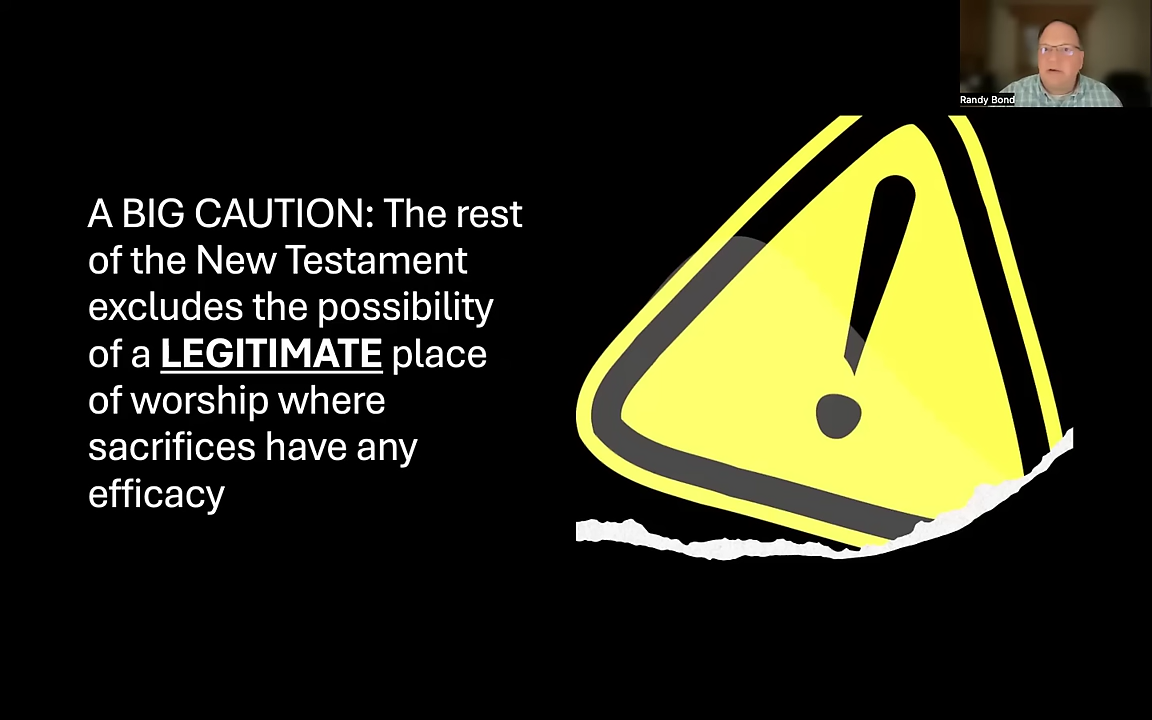 Randy Bond
A BIG CAUTION: The rest
of the New Testament
excludes the possibility
of a LEGITIMATE place
of worship where
sacrifices have any
efficacy